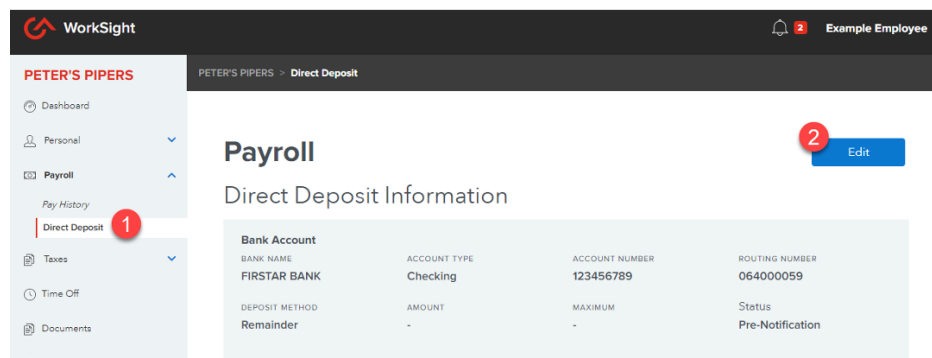 WorkSight
2
Example Employee
PETER'S PIPERS
PETER'S PIPERS > Direct Deposit
Dashboard
Personal
Payroll
Pay History
Direct Deposit
1
Taxes
Time Off
Documents
Payroll
2
Edit
Direct Deposit Information
Bank Account
BANK NAME ACCOUNT TYPE ACCOUNT NUMBER ROUTING NUMBER
FIRSTAR BANK Checking 123456789 064000059
DEPOSIT METHOD AMOUNT MAXIMUM Status
Remainder - - Pre-Notification